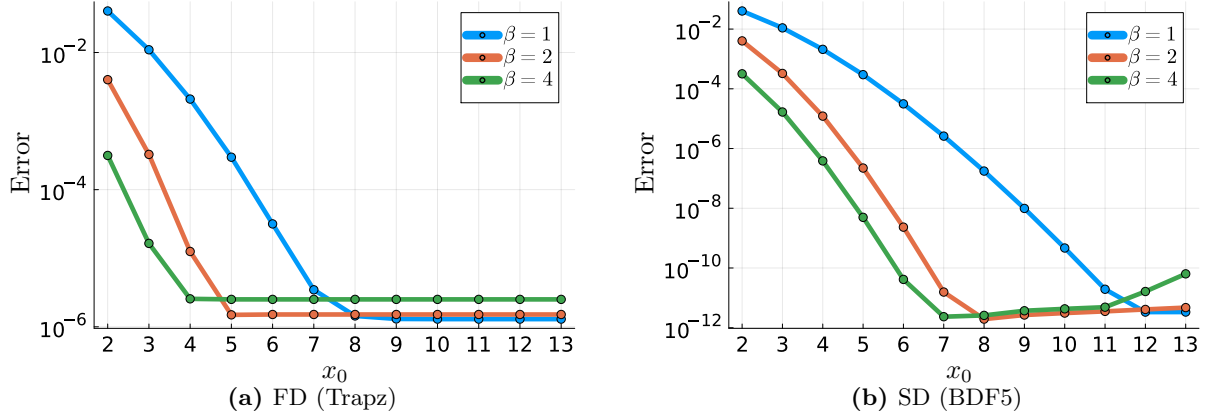 Error
10⁻²
10⁻⁴
10⁻⁶
β = 1
β = 2
β = 4
2 3 4 5 6 7 8 9 10 11 12 13
x₀
(a) FD (Trapz)
Error
10⁻²
10⁻⁴
10⁻⁶
10⁻⁸
10⁻¹⁰
10⁻¹²
β = 1
β = 2
β = 4
2 3 4 5 6 7 8 9 10 11 12 13
x₀
(b) SD (BDF5)